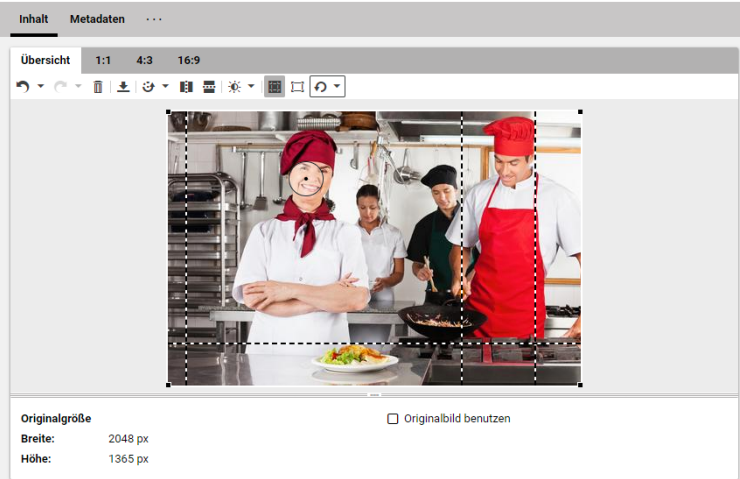 Inhalt Metadaten ···
Übersicht 1:1 4:3 16:9
Originalgröße
Originalbild benutzen
Breite: 2048 px
Höhe: 1365 px